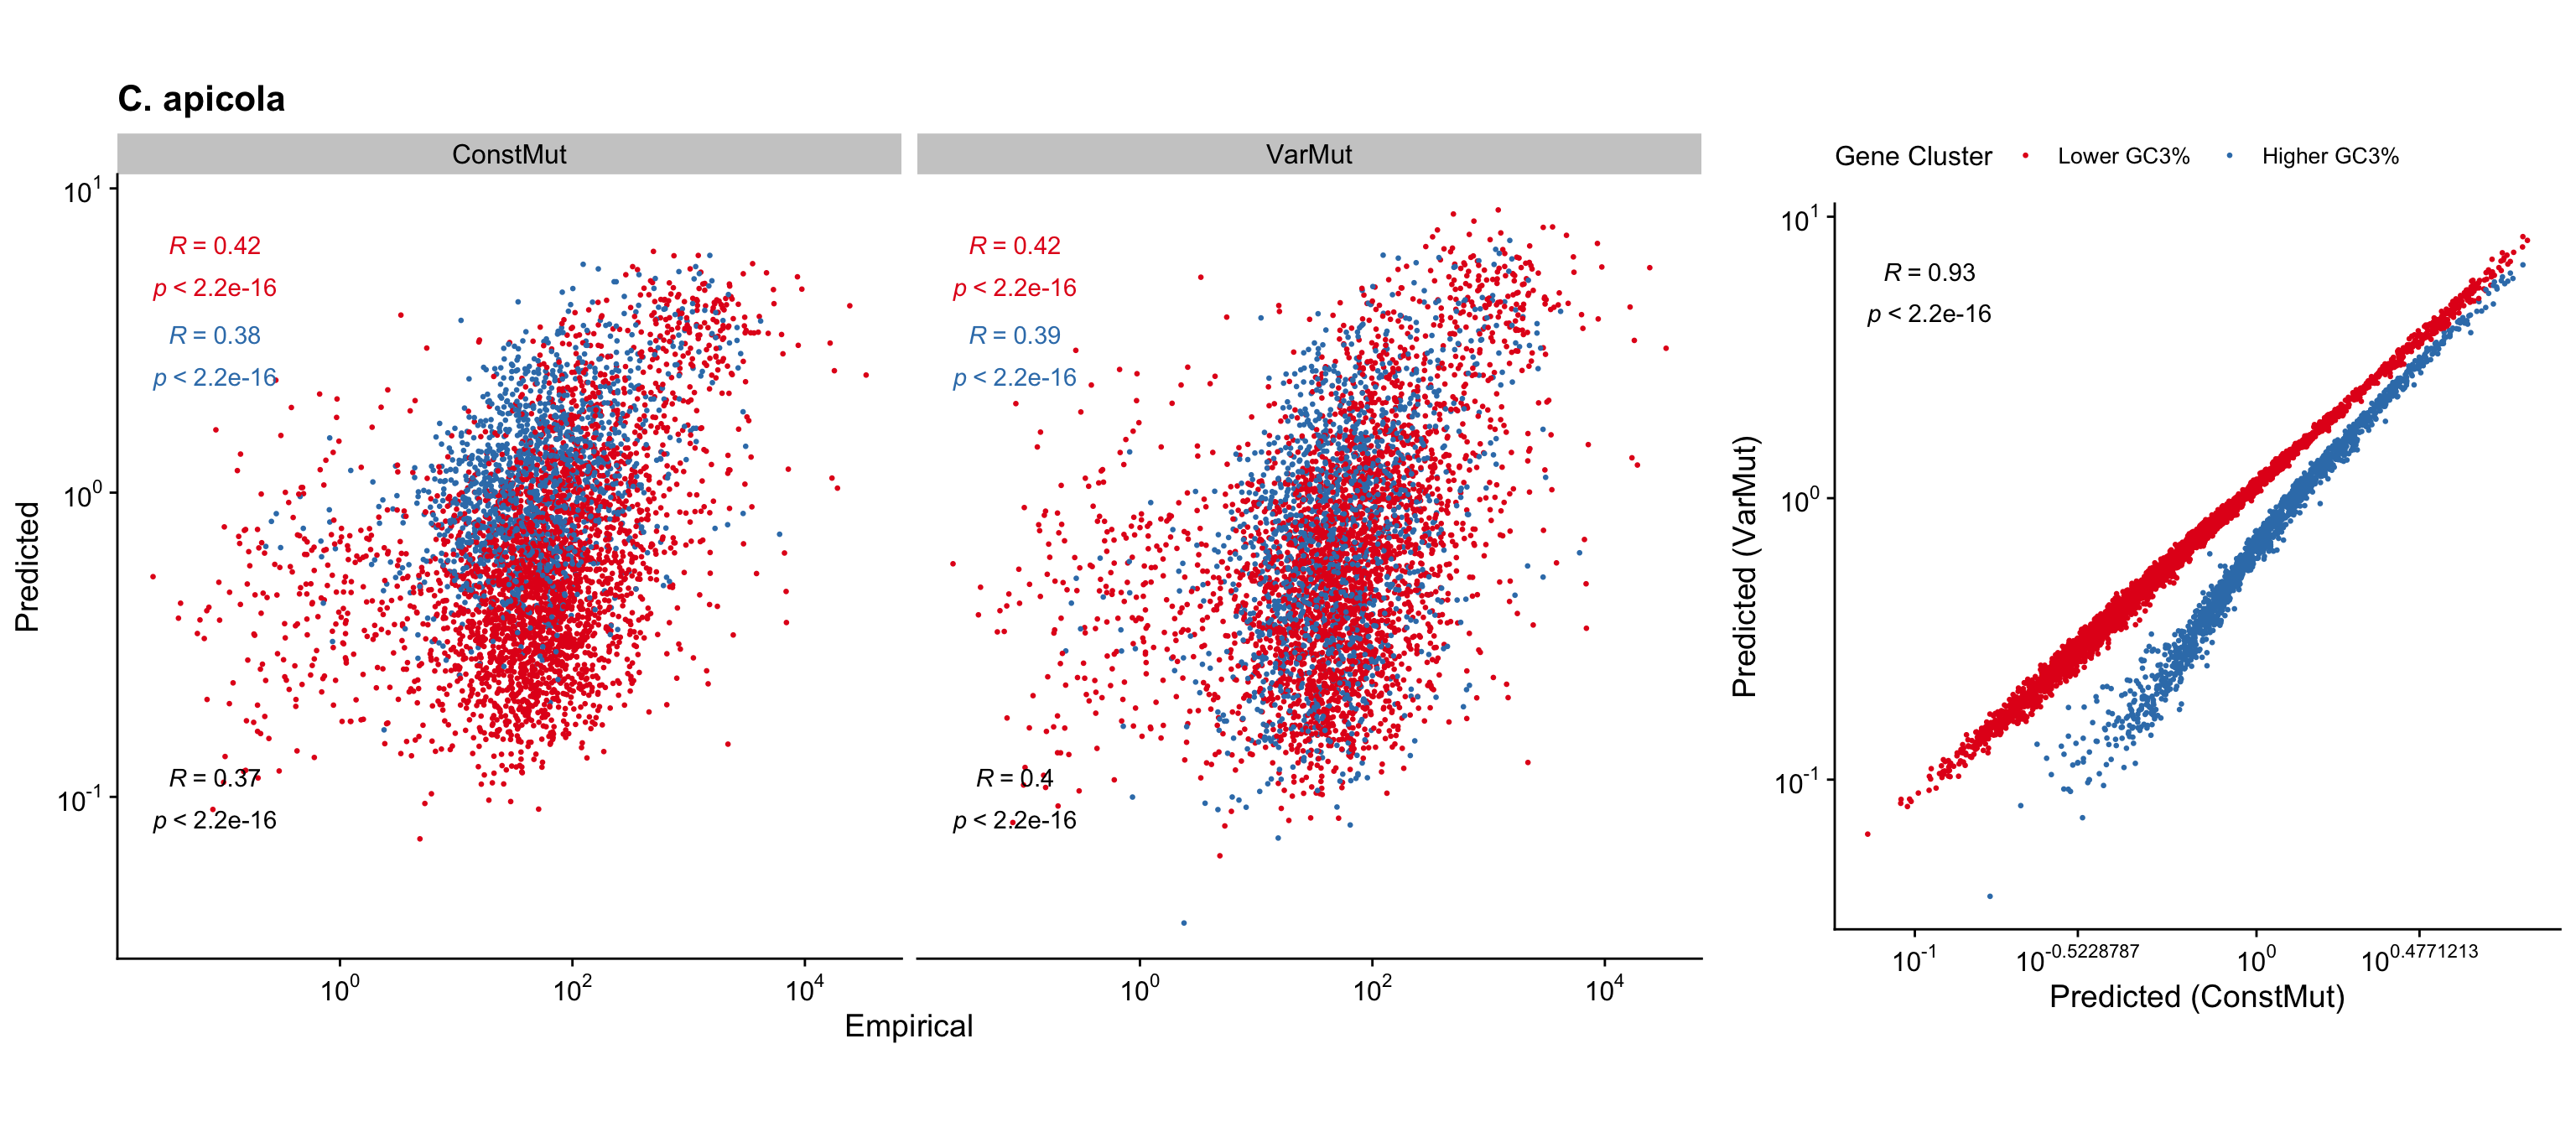 C. apicola
ConstMut
VarMut
Gene Cluster Lower GC3% Higher GC3%
10^1
10^0
10^-1
Predicted
R = 0.42
p < 2.2e-16
R = 0.38
p < 2.2e-16
R = 0.37
p < 2.2e-16
R = 0.42
p < 2.2e-16
R = 0.39
p < 2.2e-16
R = 0.4
p < 2.2e-16
10^0 10^2 10^4
10^0 10^2 10^4
Empirical
10^1
10^0
10^-1
Predicted (VarMut)
R = 0.93
p < 2.2e-16
10^-1 10^-0.5228787 10^0 10^0.4771213
Predicted (ConstMut)